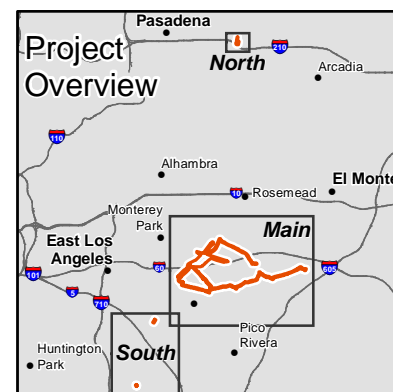 Pasadena
Project
Overview
North
210
Arcadia
110
Alhambra
10
Rosemead
El Monte
Monterey
Park
Main
East Los
Angeles
60
605
101
5
710
Pico
Rivera
South
Huntington
Park